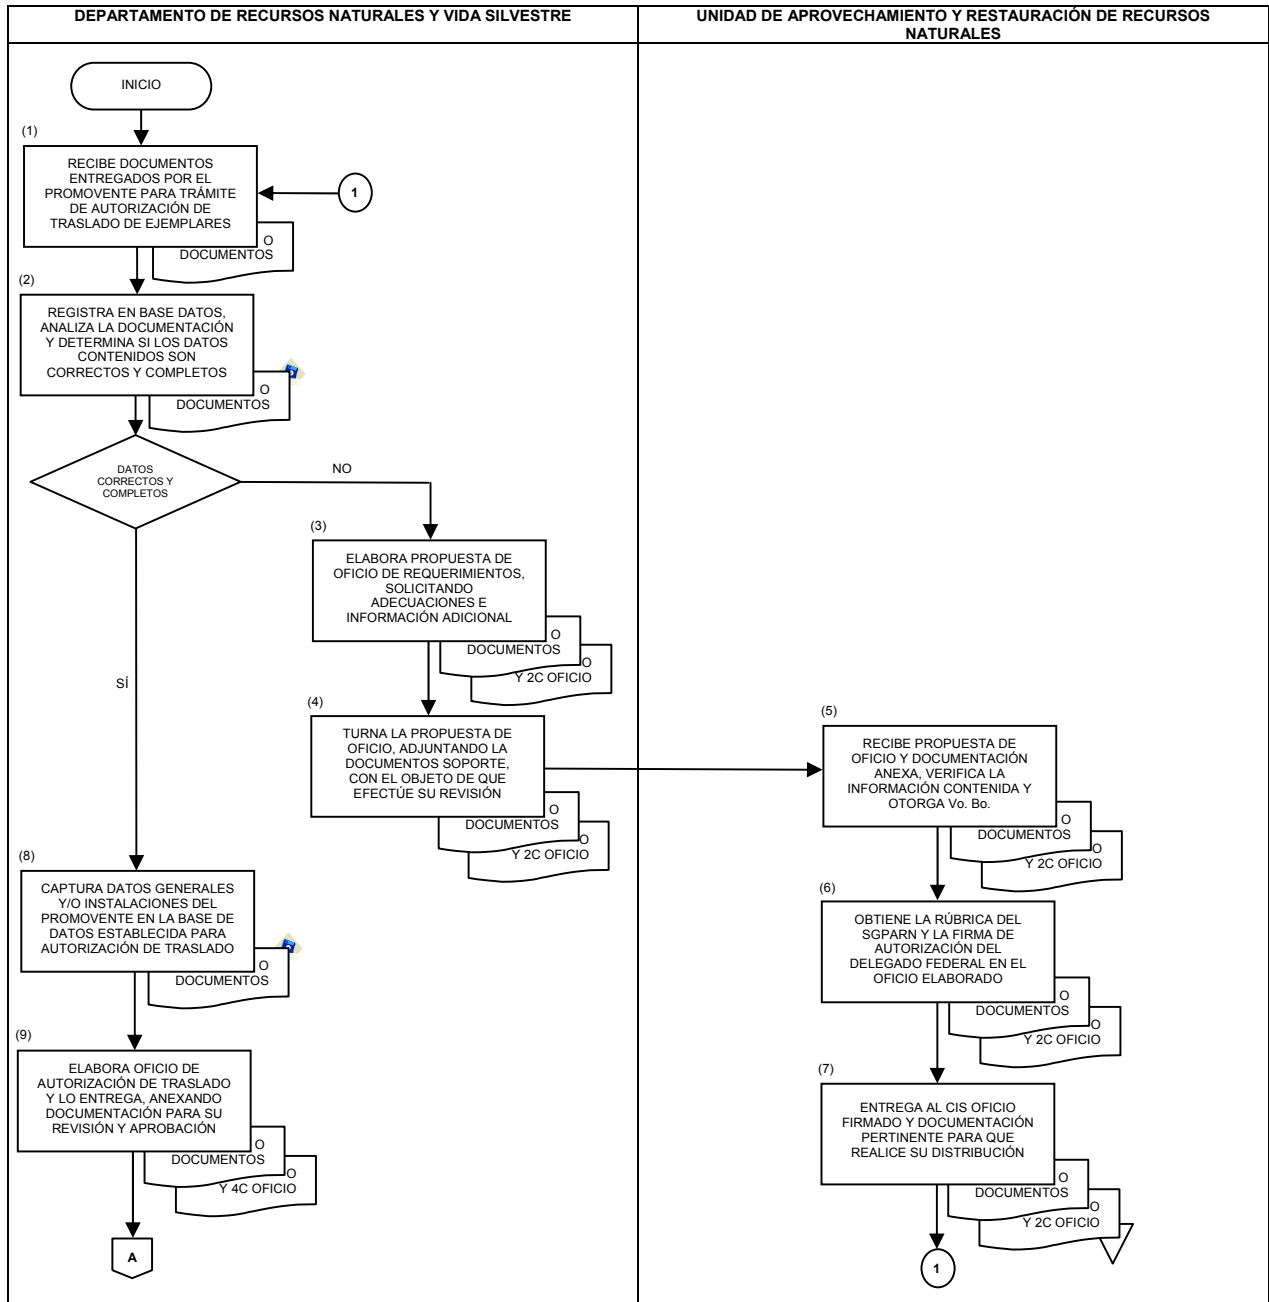 DEPARTAMENTO DE RECURSOS NATURALES Y VIDA SILVESTRE
UNIDAD DE APROVECHAMIENTO Y RESTAURACIÓN DE RECURSOS
NATURALES
INICIO
(1)
RECIBE DOCUMENTOS
ENTREGADOS POR EL
PROMOVENTE PARA TRÁMITE
DE AUTORIZACIÓN DE
TRASLADO DE EJEMPLARES
1
O
DOCUMENTOS
(2)
REGISTRA EN BASE DATOS,
ANALIZA LA DOCUMENTACIÓN
Y DETERMINA SI LOS DATOS
CONTENIDOS SON
CORRECTOS Y COMPLETOS
O
DOCUMENTOS
DATOS
CORRECTOS Y
COMPLETOS
NO
SÍ
(3)
ELABORA PROPUESTA DE
OFICIO DE REQUERIMIENTOS,
SOLICITANDO
ADECUACIONES E
INFORMACIÓN ADICIONAL
O
DOCUMENTOS
O
Y 2C OFICIO
(4)
TURNA LA PROPUESTA DE
OFICIO, ADJUNTANDO LA
DOCUMENTOS SOPORTE,
CON EL OBJETO DE QUE
EFECTÚE SU REVISIÓN
O
DOCUMENTOS
O
Y 2C OFICIO
(5)
RECIBE PROPUESTA DE
OFICIO Y DOCUMENTACIÓN
ANEXA, VERIFICA LA
INFORMACIÓN CONTENIDA Y
OTORGA Vo. Bo.
O
DOCUMENTOS
O
Y 2C OFICIO
(6)
OBTIENE LA RÚBRICA DEL
SGPARN Y LA FIRMA DE
AUTORIZACIÓN DEL
DELEGADO FEDERAL EN EL
OFICIO ELABORADO
O
DOCUMENTOS
O
Y 2C OFICIO
(7)
ENTREGA AL CIS OFICIO
FIRMADO Y DOCUMENTACIÓN
PERTINENTE PARA QUE
REALICE SU DISTRIBUCIÓN
O
DOCUMENTOS
O
Y 2C OFICIO
1
(8)
CAPTURA DATOS GENERALES
Y/O INSTALACIONES DEL
PROMOVENTE EN LA BASE DE
DATOS ESTABLECIDA PARA
AUTORIZACIÓN DE TRASLADO
O
DOCUMENTOS
(9)
ELABORA OFICIO DE
AUTORIZACIÓN DE TRASLADO
Y LO ENTREGA, ANEXANDO
DOCUMENTACIÓN PARA SU
REVISIÓN Y APROBACIÓN
O
DOCUMENTOS
O
Y 4C OFICIO
A